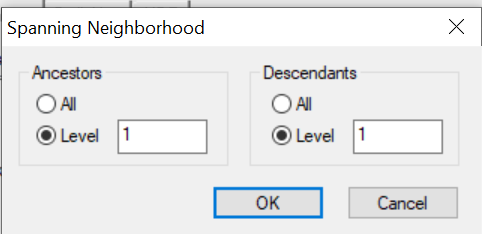 Spanning Neighborhood
Ancestors
All
Level 1
Descendants
All
Level 1
OK
Cancel